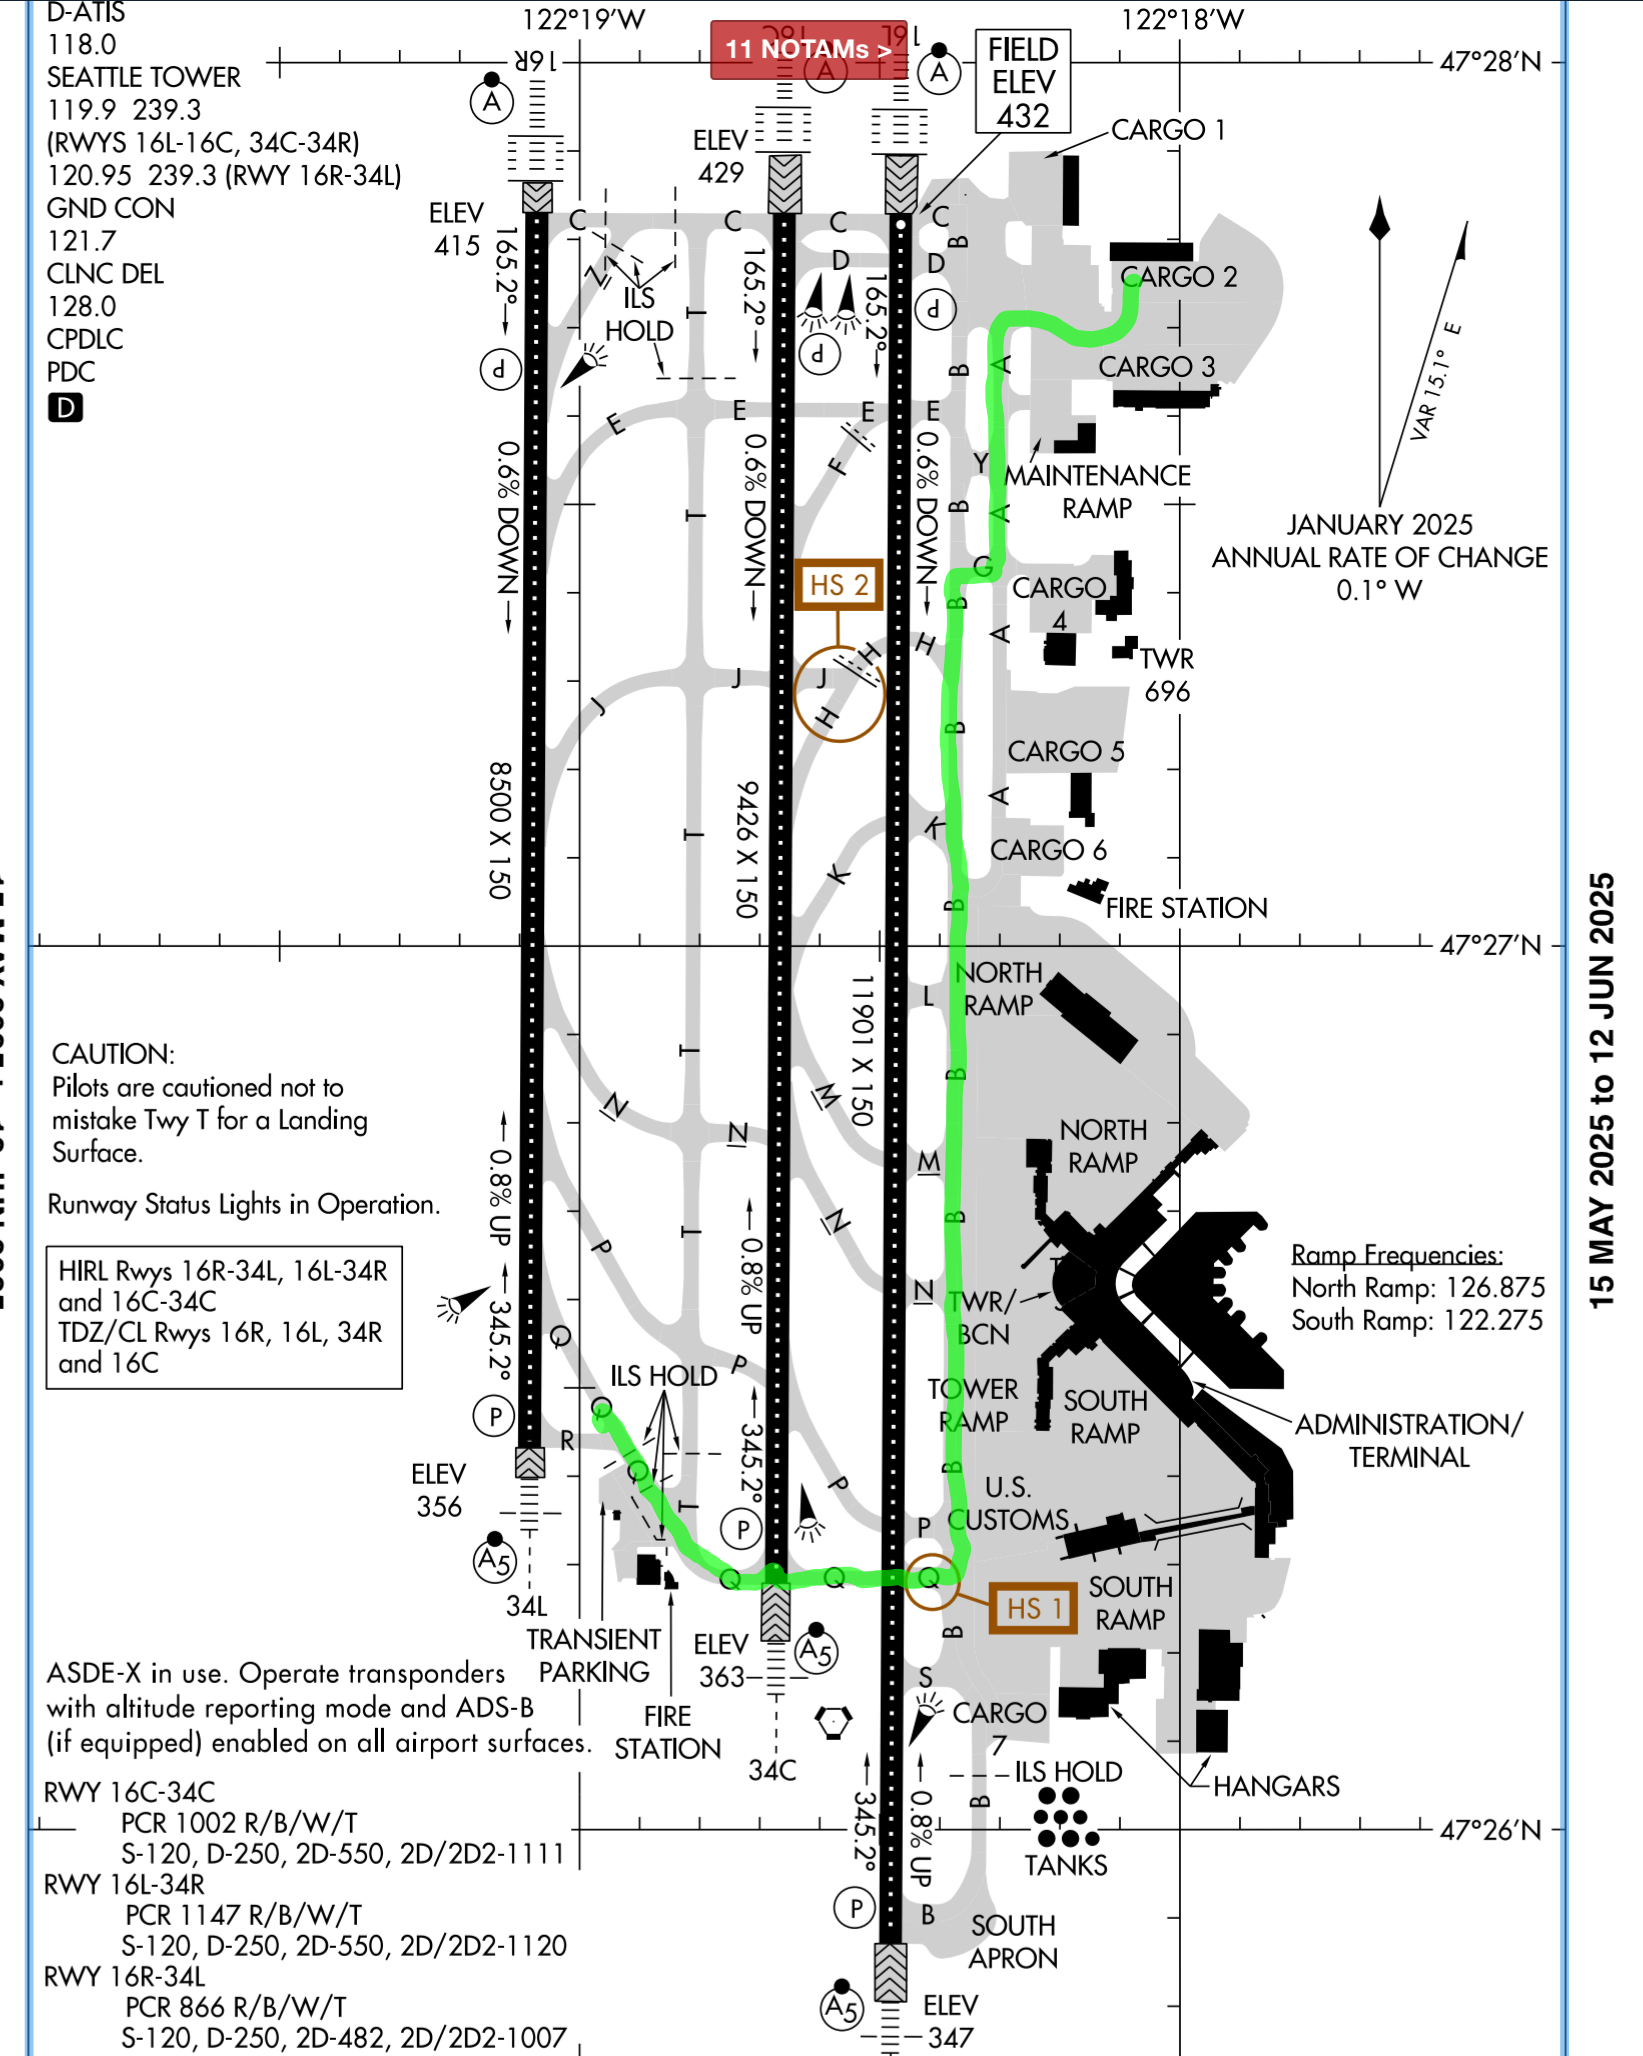 D-ATIS
118.0
SEATTLE TOWER
119.9 239.3
(RWYS 16L-16C, 34C-34R)
120.95 239.3 (RWY 16R-34L)
GND CON
121.7
CLNC DEL
128.0
CPDLC
PDC
D
122°19'W
122°18'W
11 NOTAMs >
16R
16L
A
A
A
FIELD
ELEV
432
47°28'N
CARGO 1
ELEV
429
ELEV
415
C
C
C
C
B
D
D
CARGO 2
165.2°
165.2°
165.2°
Z
ILS
HOLD
T
P
P
P
B
A
CARGO 3
E
E
E
E
VAR 15.1° E
0.6% DOWN
0.6% DOWN
0.6% DOWN
F
Y
MAINTENANCE
RAMP
T
B
A
JANUARY 2025
ANNUAL RATE OF CHANGE
0.1° W
HS 2
G
CARGO
4
B
A
H
H
H
TWR
696
J
J
J
B
CARGO 5
8500 X 150
9426 X 150
A
T
K
K
CARGO 6
B
FIRE STATION
47°27'N
15 MAY 2025 to 12 JUN 2025
NORTH
RAMP
L
11901 X 150
CAUTION:
Pilots are cautioned not to
mistake Twy T for a Landing
Surface.
T
B
N
M
N
M
NORTH
RAMP
Runway Status Lights in Operation.
0.8% UP
0.8% UP
P
T
N
B
HIRL Rwys 16R-34L, 16L-34R
and 16C-34C
TDZ/CL Rwys 16R, 16L, 34R
and 16C
345.2°
N
TWR/
BCN
Ramp Frequencies:
North Ramp: 126.875
South Ramp: 122.275
Q
ILS HOLD
P
TOWER
RAMP
SOUTH
RAMP
ADMINISTRATION/
TERMINAL
P
Q
R
345.2°
ELEV
356
Q
T
P
B
U.S.
CUSTOMS
P
P
A5
Q
Q
Q
HS 1
SOUTH
RAMP
34L
TRANSIENT
PARKING
ELEV
363
A5
B
ASDE-X in use. Operate transponders
with altitude reporting mode and ADS-B
(if equipped) enabled on all airport surfaces.
FIRE
STATION
S
CARGO
7
34C
ILS HOLD
HANGARS
RWY 16C-34C
PCR 1002 R/B/W/T
S-120, D-250, 2D-550, 2D/2D2-1111
345.2°
0.8% UP
B
TANKS
47°26'N
RWY 16L-34R
PCR 1147 R/B/W/T
S-120, D-250, 2D-550, 2D/2D2-1120
P
B
SOUTH
APRON
RWY 16R-34L
PCR 866 R/B/W/T
S-120, D-250, 2D-482, 2D/2D2-1007
A5
ELEV
347